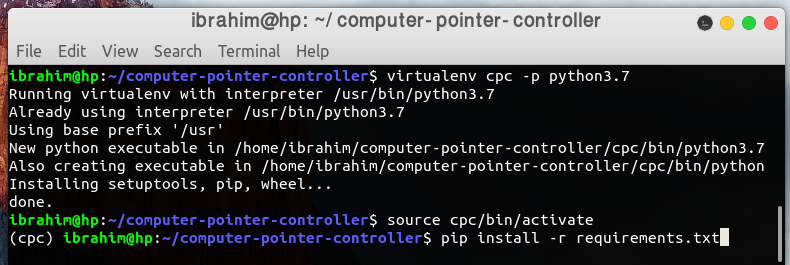 ibrahim@hp: ~/computer-pointer-controller
File Edit View Search Terminal Help
ibrahim@hp:~/computer-pointer-controller$ virtualenv cpc -p python3.7
Running virtualenv with interpreter /usr/bin/python3.7
Already using interpreter /usr/bin/python3.7
Using base prefix '/usr'
New python executable in /home/ibrahim/computer-pointer-controller/cpc/bin/python3.7
Also creating executable in /home/ibrahim/computer-pointer-controller/cpc/bin/python
Installing setuptools, pip, wheel...
done.
ibrahim@hp:~/computer-pointer-controller$ source cpc/bin/activate
(cpc) ibrahim@hp:~/computer-pointer-controller$ pip install -r requirements.txt